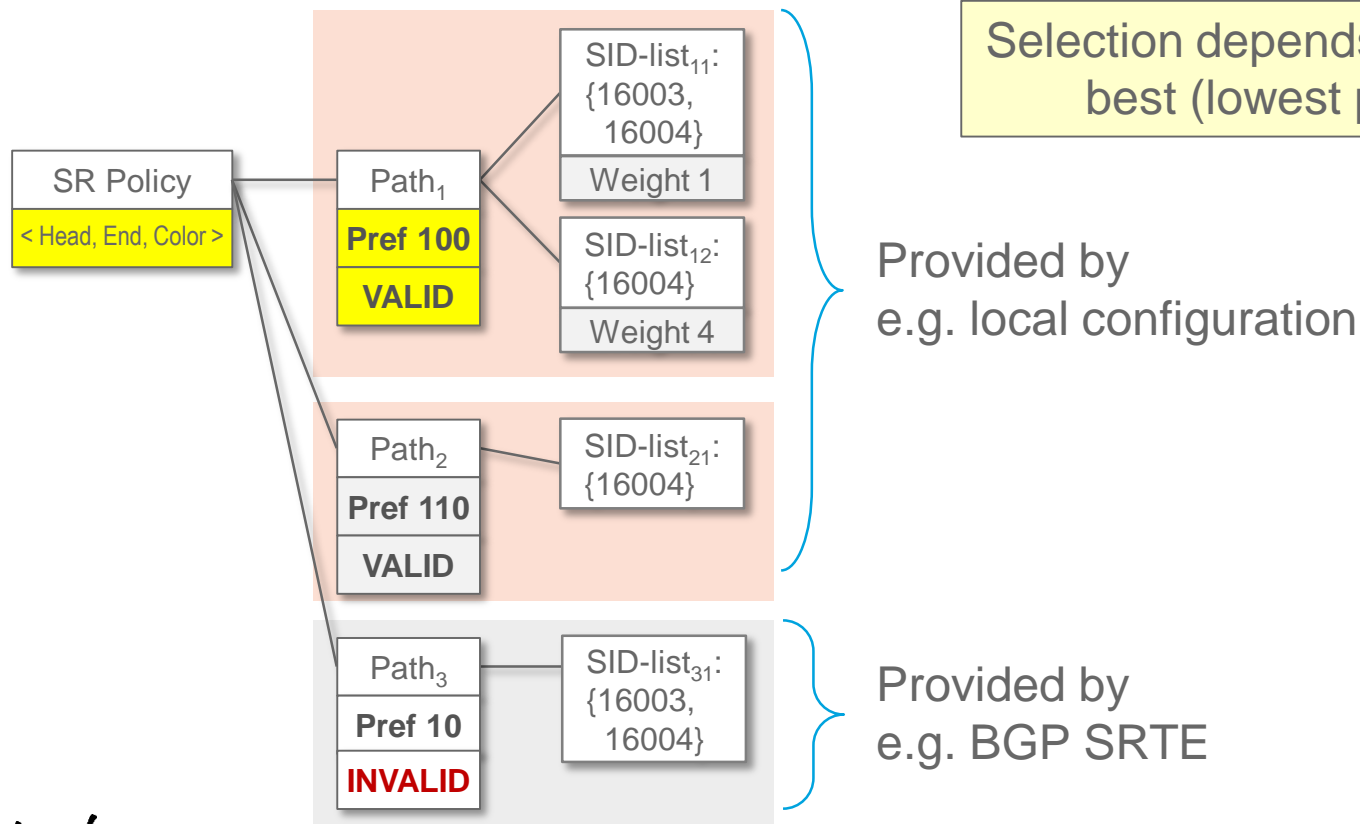 Selection depends
best (lowest
SR Policy
< Head, End, Color >
Path₁
Pref 100
VALID
SID-list₁₁:
{16003,
16004}
Weight 1
SID-list₁₂:
{16004}
Weight 4
Provided by
e.g. local configuration
Path₂
Pref 110
VALID
SID-list₂₁:
{16004}
Path₃
Pref 10
INVALID
SID-list₃₁:
{16003,
16004}
Provided by
e.g. BGP SRTE